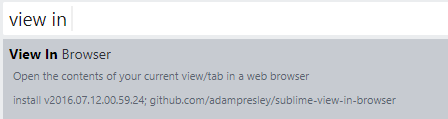 view in
View In Browser
Open the contents of your current view/tab in a web browser
install v2016.07.12.00.59.24; github.com/adampresley/sublime-view-in-browser